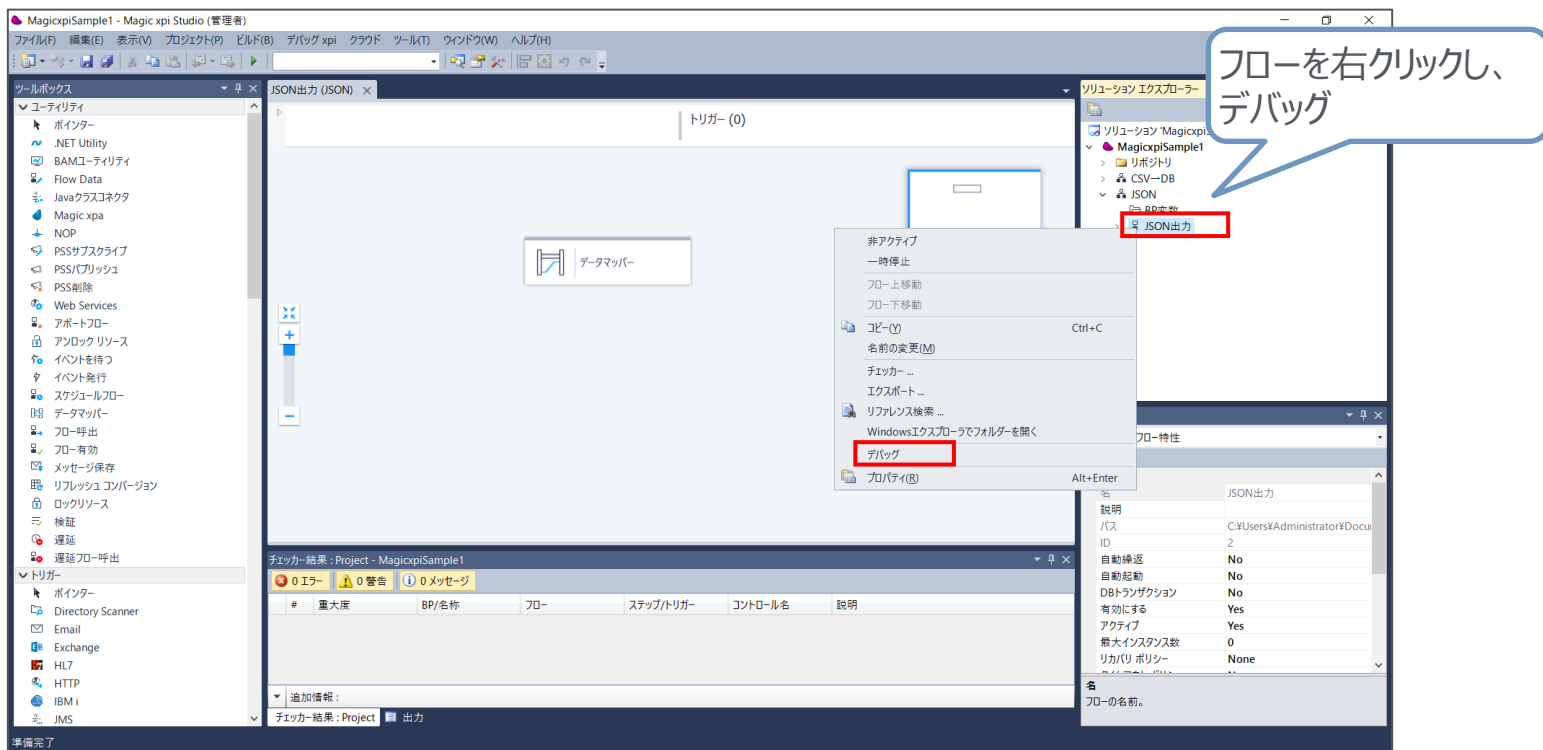 MagicxpiSample1 - Magic xpi Studio (管理者)
ファイル(F) 編集(E) 表示(V) プロジェクト(P) ビルド(B) デバッグ xpi クラウド ツール(T) ウィンドウ(W) ヘルプ(H)
フローを右クリックし、
デバッグ
ツールボックス
ユーティリティ
ポインター
.NET Utility
BAMユーティリティ
Flow Data
Javaクラスコネクタ
Magic xpa
NOP
PSSサブスクライブ
PSSパブリッシュ
PSS削除
Web Services
アボートフロー
アンロック リソース
イベントを待つ
イベント発行
スケジュールフロー
データマッパー
フロー呼出
フロー有効
メッセージ保存
リフレッシュ コンバージョン
ロックリソース
検証
遅延
遅延フロー呼出
トリガー
ポインター
Directory Scanner
Email
Exchange
HL7
HTTP
IBM i
JMS
JSON出力 (JSON)
トリガー (0)
データマッパー
ソリューション エクスプローラー
ソリューション 'Magicxpi
MagicxpiSample1
リポジトリ
CSV→DB
JSON
BP変数
JSON出力
非アクティブ
一時停止
フロー上移動
フロー下移動
コピー(Y) Ctrl+C
名前の変更(M)
チェッカー ...
エクスポート ...
リファレンス検索 ...
Windowsエクスプローラでフォルダーを開く
デバッグ
プロパティ(R) Alt+Enter
フロー特性
名 JSON出力
説明
パス C:¥Users¥Administrator¥Docu
ID 2
自動繰返 No
自動起動 No
DBトランザクション No
有効にする Yes
アクティブ Yes
最大インスタンス数 0
リカバリ ポリシー None
名
フローの名前。
チェッカー結果 : Project - MagicxpiSample1
0 エラー 0 警告 0 メッセージ
# 重大度 BP/名称 フロー ステップ/トリガー コントロール名 説明
追加情報 :
チェッカー結果 : Project 出力
準備完了